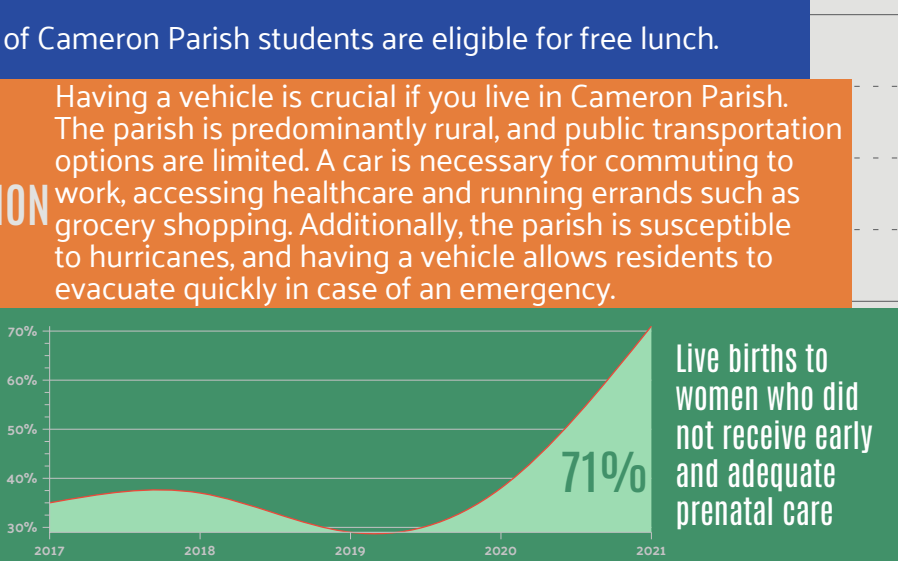 of Cameron Parish students are eligible for free lunch.
Having a vehicle is crucial if you live in Cameron Parish.
The parish is predominantly rural, and public transportation
options are limited. A car is necessary for commuting to
work, accessing healthcare and running errands such as
grocery shopping. Additionally, the parish is susceptible
to hurricanes, and having a vehicle allows residents to
evacuate quickly in case of an emergency.
70%
60%
50%
40%
30%
71%
2017 2018 2019 2020 2021
Live births to
women who did
not receive early
and adequate
prenatal care